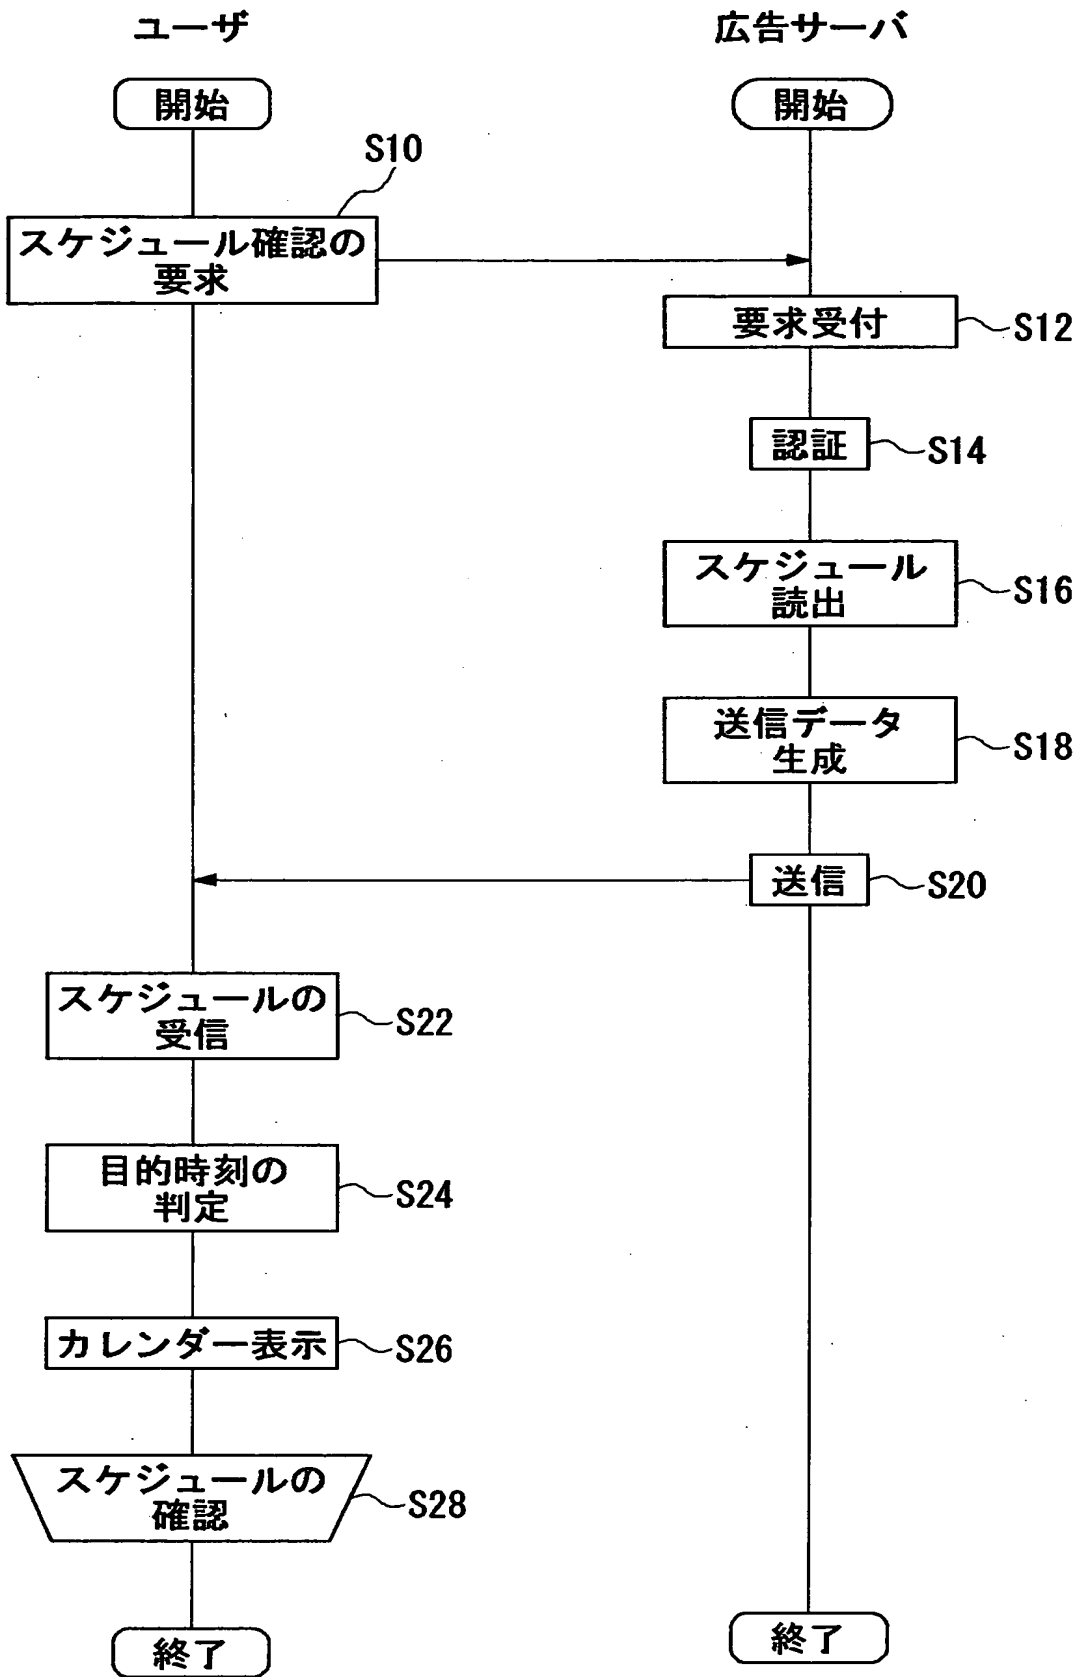 ユーザ
広告サーバ
開始
開始
S10
スケジュール確認の
要求
要求受付
S12
認証
S14
スケジュール
読出
S16
送信データ
生成
S18
送信
S20
スケジュールの
受信
S22
目的時刻の
判定
S24
カレンダー表示
S26
スケジュールの
確認
S28
終了
終了